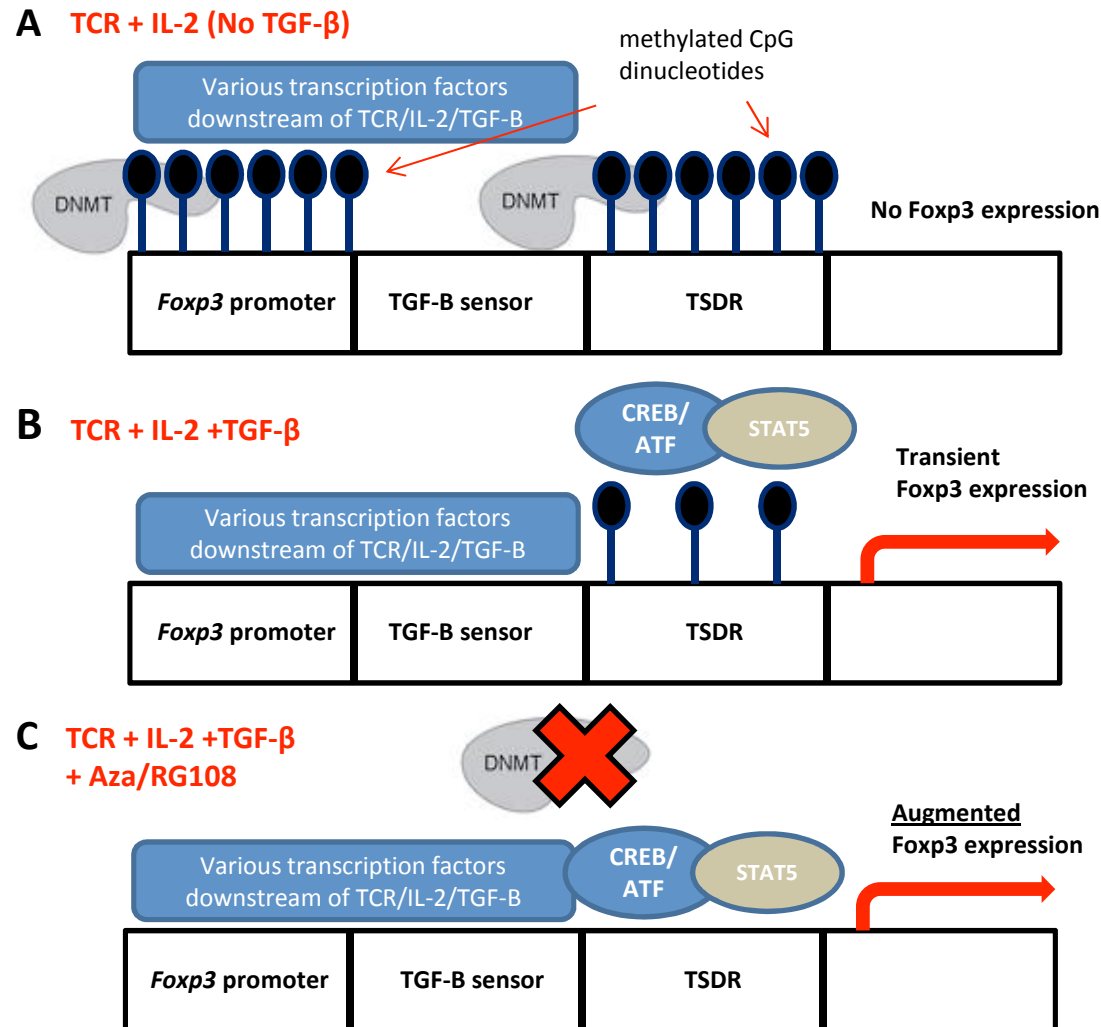 A TCR + IL-2 (No TGF-β)
methylated CpG
dinucleotides
Various transcription factors
downstream of TCR/IL-2/TGF-B
DNMT
DNMT
No Foxp3 expression
Foxp3 promoter
TGF-B sensor
TSDR
B TCR + IL-2 +TGF-β
CREB/
ATF
STAT5
Transient
Foxp3 expression
Various transcription factors
downstream of TCR/IL-2/TGF-B
Foxp3 promoter
TGF-B sensor
TSDR
C TCR + IL-2 +TGF-β
+ Aza/RG108
DNMT
Augmented
Foxp3 expression
Various transcription factors
downstream of TCR/IL-2/TGF-B
CREB/
ATF
STAT5
Foxp3 promoter
TGF-B sensor
TSDR